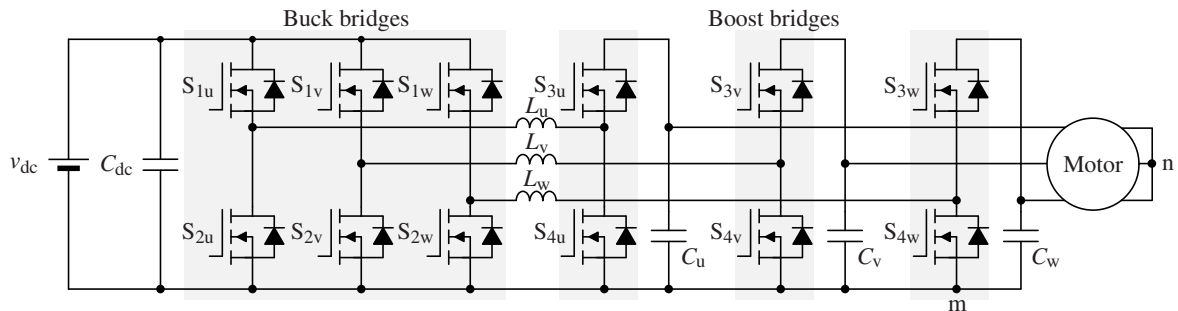 Buck bridges
Boost bridges
S1u
S1v
S1w
S3u
S3v
S3w
Lu
Lv
Lw
vdc
Cdc
Motor
n
S2u
S2v
S2w
S4u
Cu
S4v
Cv
S4w
Cw
m